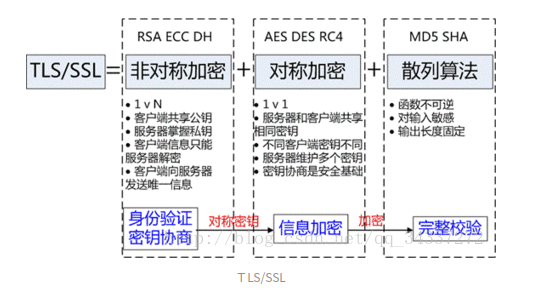 RSA ECC DH
AES DES RC4
MD5 SHA
TLS/SSL
=
非对称加密
+
对称加密
+
散列算法
• 1 v N
• 客户端共享公钥
• 服务器掌握私钥
• 客户端信息只能
服务器解密
• 客户端向服务器
发送唯一信息
• 1 v 1
• 服务器和客户端共享
相同密钥
• 不同客户端密钥不同
• 服务器维护多个密钥
• 密钥协商是安全基础
• 函数不可逆
• 对输入敏感
• 输出长度固定
身份验证
密钥协商
对称密钥
信息加密
加密
完整校验
TLS/SSL